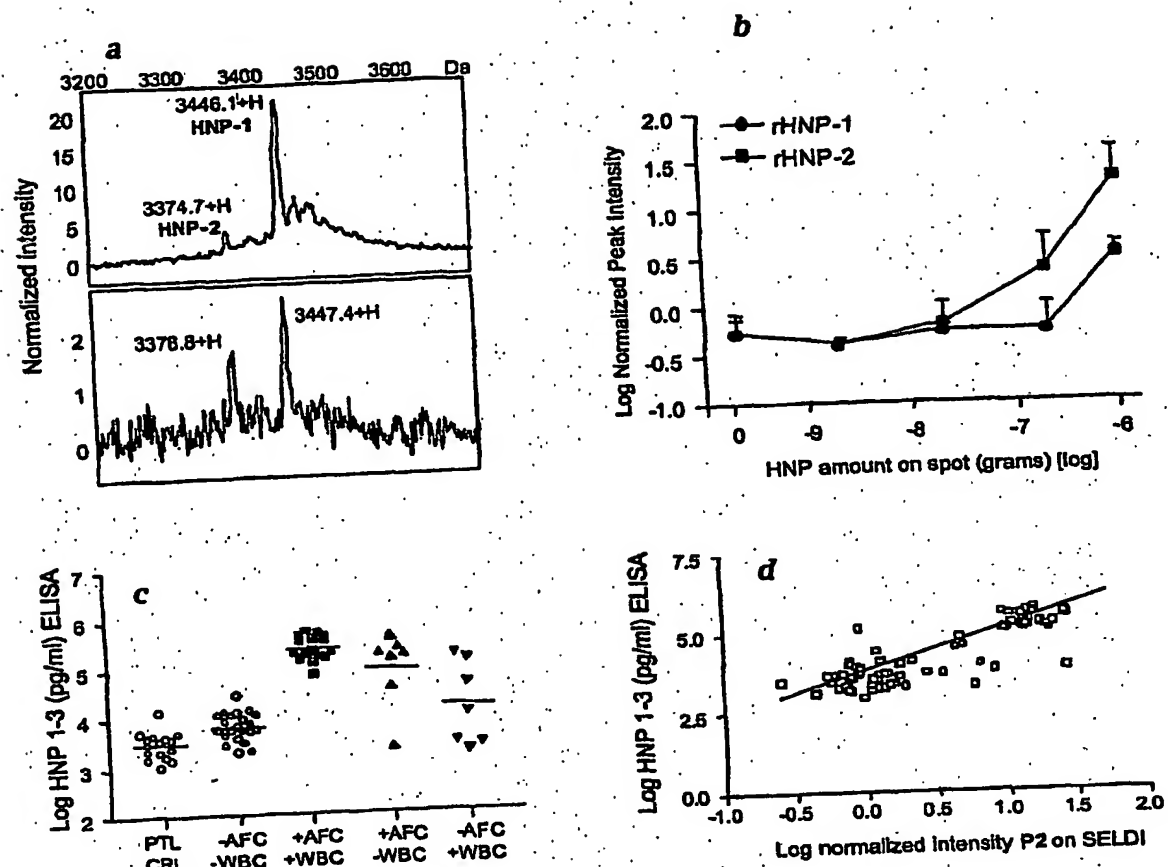 a
3200 3300 3400 3500 3600 Da
20
15
10
5
0
3446.1+H
HNP-1
3374.7+H
HNP-2
2
1
0
3378.8+H
3447.4+H
Normalized Intensity
b
2.0
1.5
1.0
0.5
0.0
-0.5
-1.0
rHNP-1
rHNP-2
Log Normalized Peak Intensity
0 -9 -8 -7 -6
HNP amount on spot (grams) [log]
c
7
6
5
4
3
2
Log HNP 1-3 (pg/ml) ELISA
PTL -AFC +AFC +AFC -AFC
CRL -WBC +WBC -WBC +WBC
d
7.5
5.0
2.5
0.0
Log HNP 1-3 (pg/ml) ELISA
-1.0 -0.5 0.0 0.5 1.0 1.5 2.0
Log normalized intensity P2 on SELDI